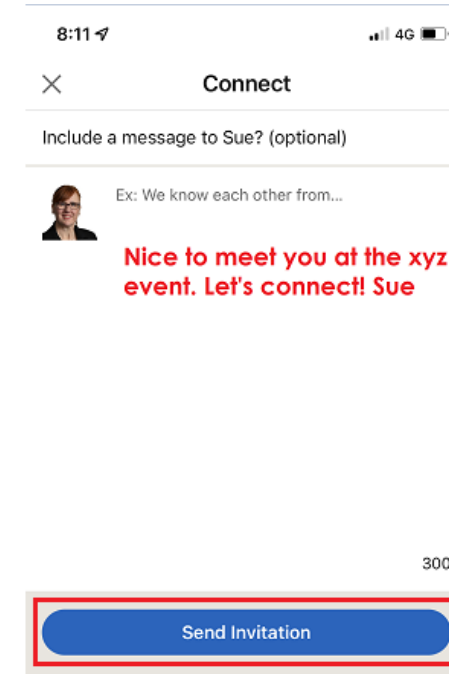 8:11 4G
Connect
Include a message to Sue? (optional)
Ex: We know each other from...
Nice to meet you at the xyz
event. Let's connect! Sue
300
Send Invitation